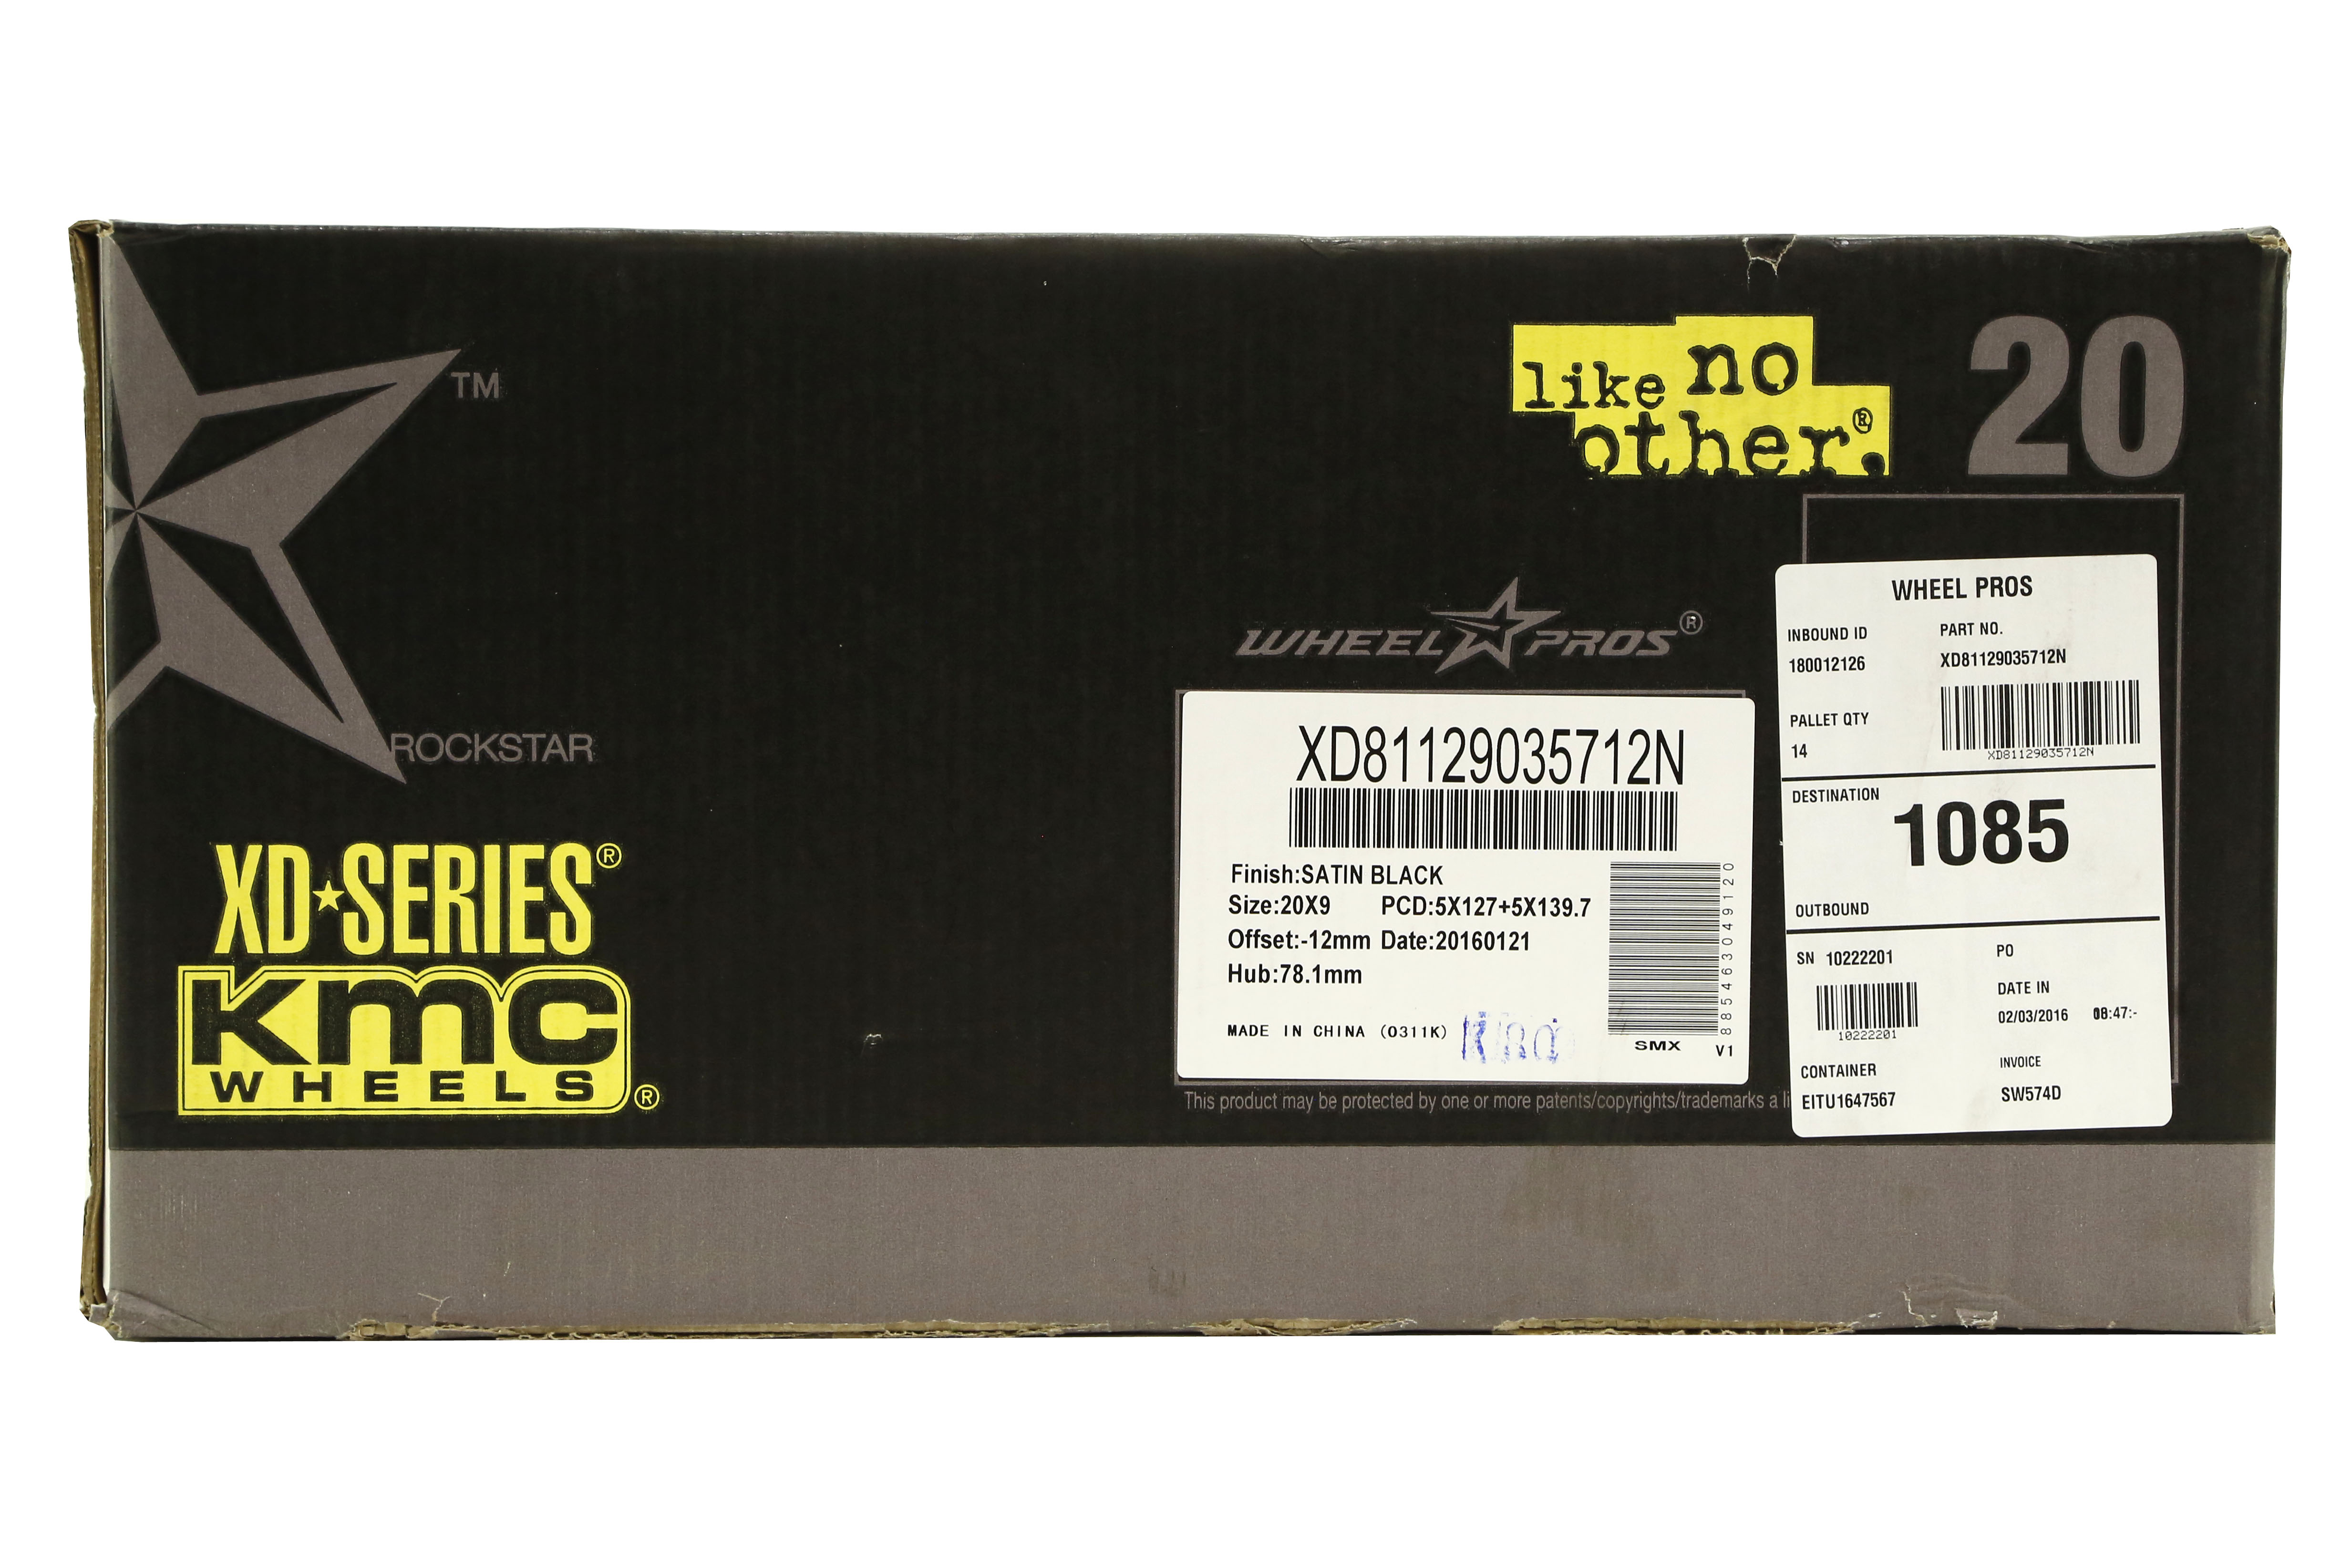 TM
ROCKSTAR
XD★SERIES®
KMC
WHEELS®
like no
other.®
20
WHEEL PROS®
XD81129035712N
Finish:SATIN BLACK
Size:20X9 PCD:5X127+5X139.7
Offset:-12mm Date:20160121
Hub:78.1mm
MADE IN CHINA (0311K)
885463049120
SMX V1
This product may be protected by one or more patents/copyrights/trademarks a li
WHEEL PROS
INBOUND ID PART NO.
180012126 XD81129035712N
PALLET QTY
14
XD81129035712N
DESTINATION
1085
OUTBOUND
SN 10222201 PO
DATE IN
02/03/2016 08:47:-
10222201
CONTAINER INVOICE
EITU1647567 SW574D